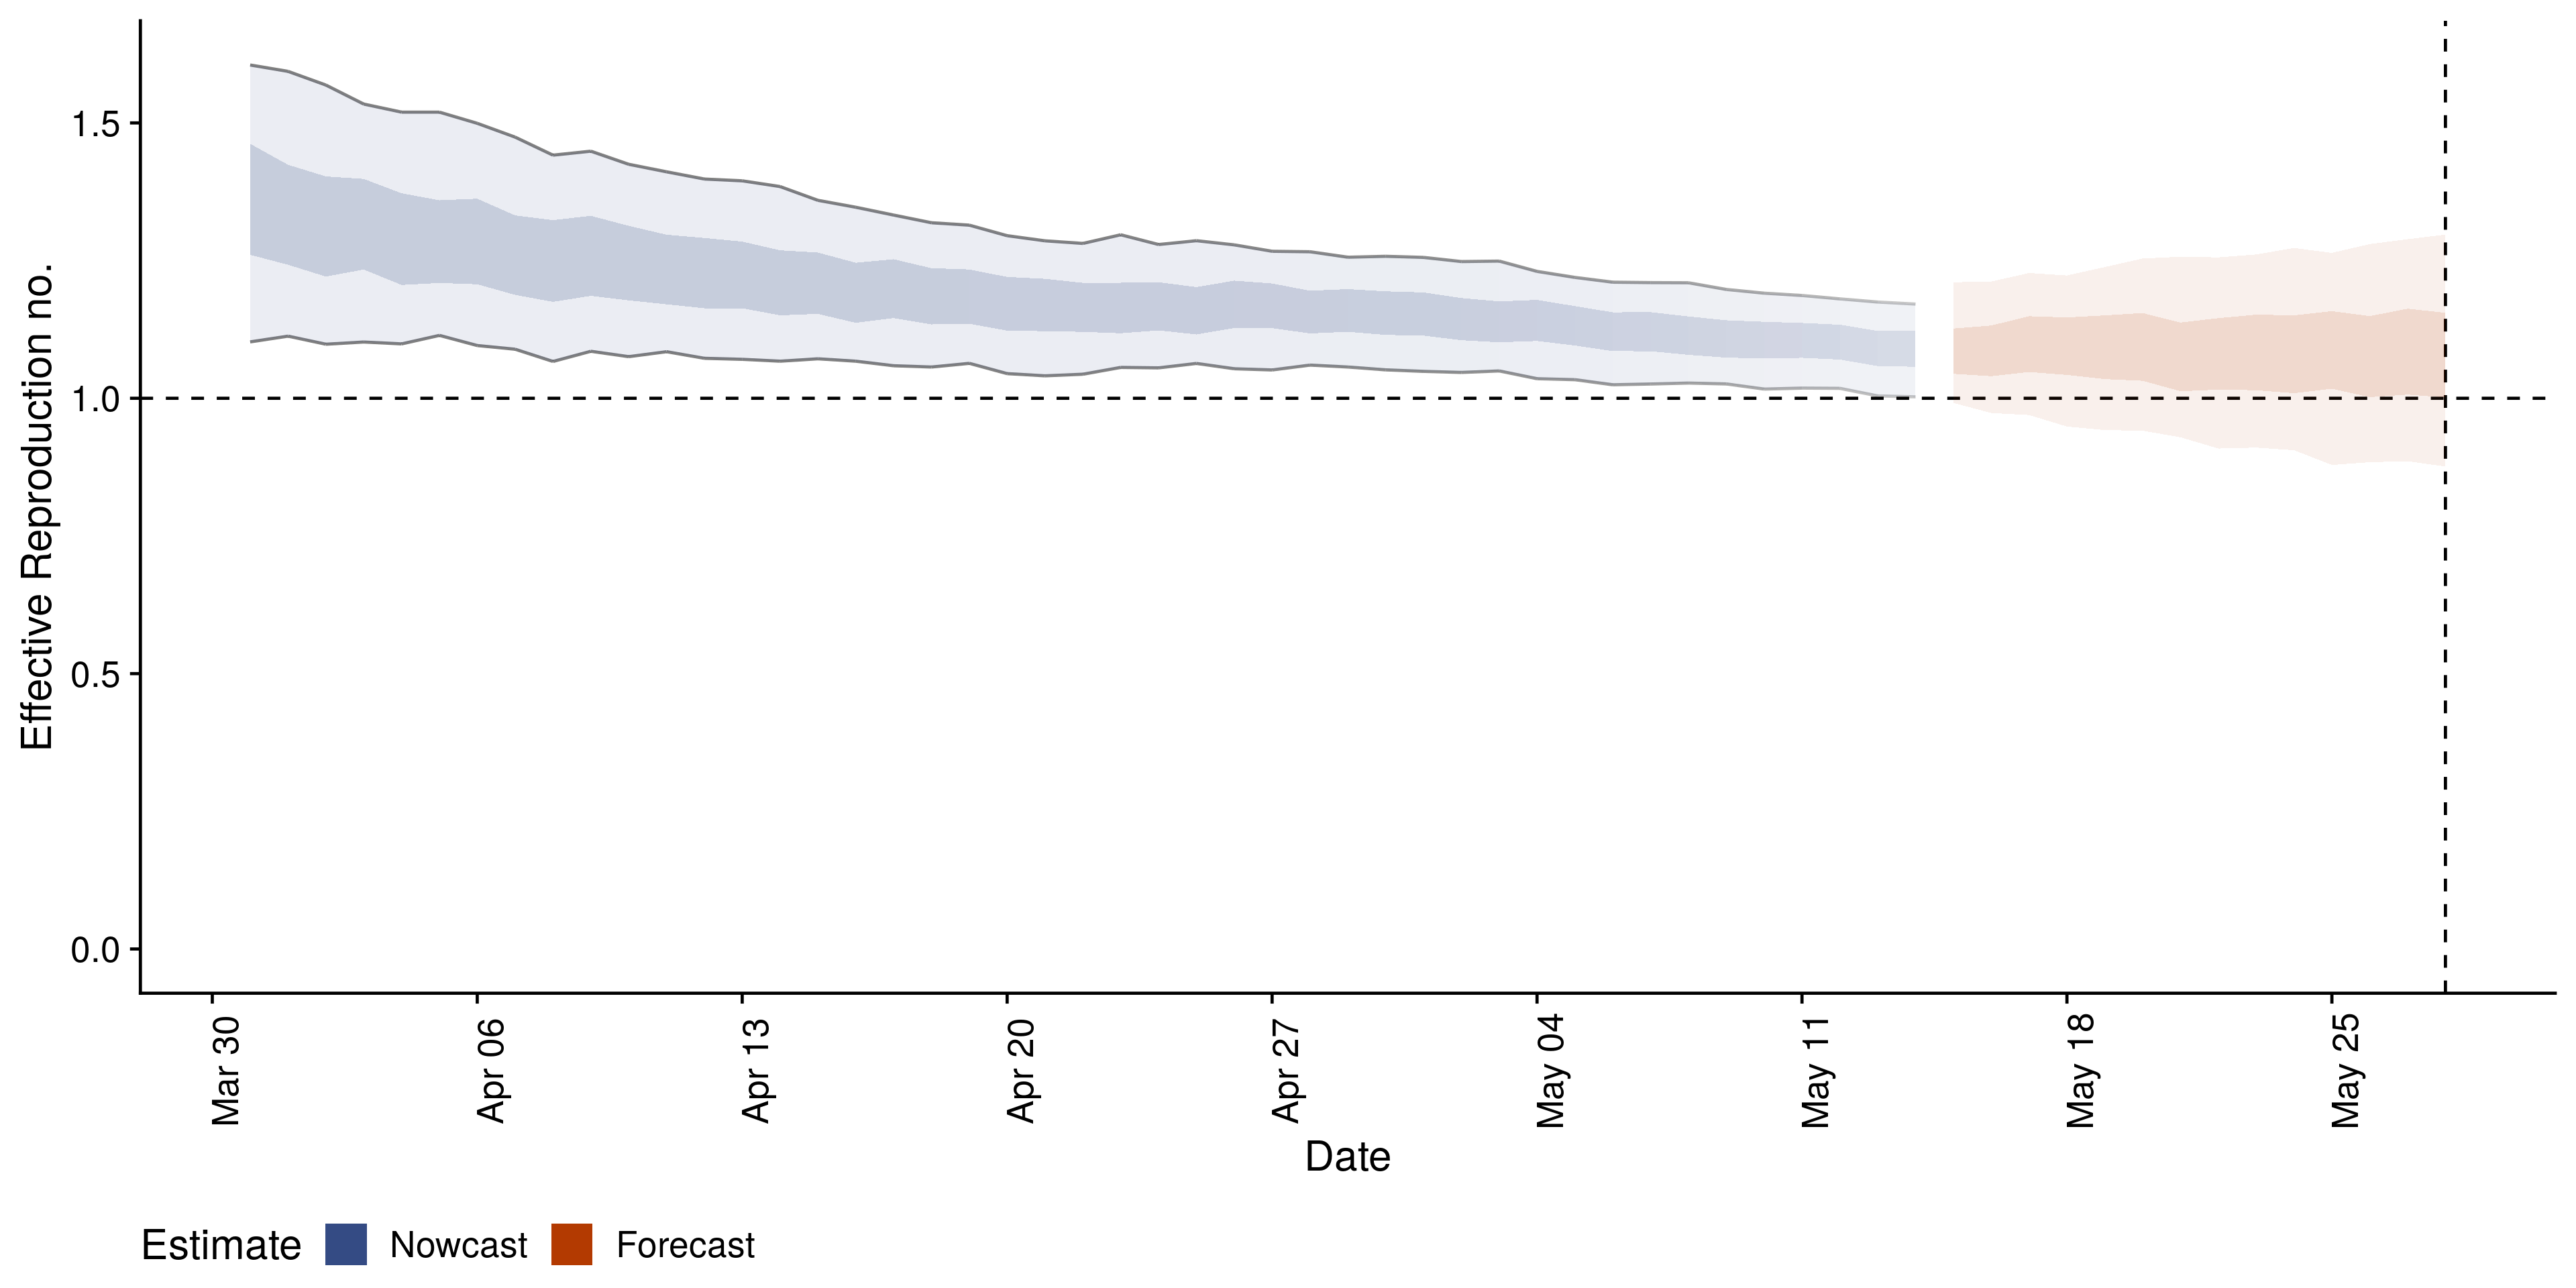 Effective Reproduction no.
1.5
1.0
0.5
0.0
Mar 30
Apr 06
Apr 13
Apr 20
Apr 27
May 04
May 11
May 18
May 25
Date
Estimate Nowcast Forecast